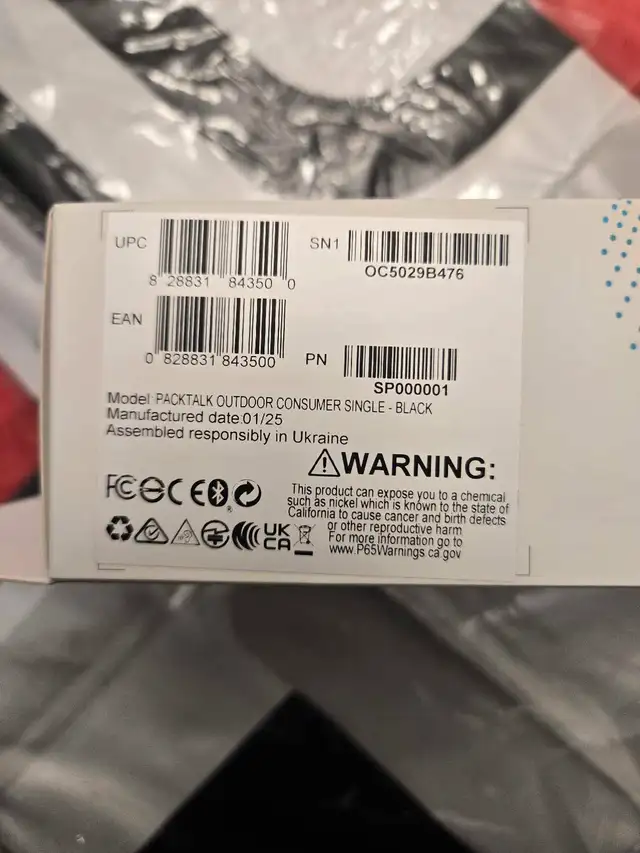 UPC
8 28831 84350 0
SN1
OC5029B476
EAN
0 828831 843500
PN
SP000001
Model: PACKTALK OUTDOOR CONSUMER SINGLE - BLACK
Manufactured date:01/25
Assembled responsibly in Ukraine
WARNING:
This product can expose you to a chemical
such as nickel which is known to the state of
California to cause cancer and birth defects
or other reproductive harm
For more information go to
www.P65Warnings.ca.gov
FC CE
UK
CA